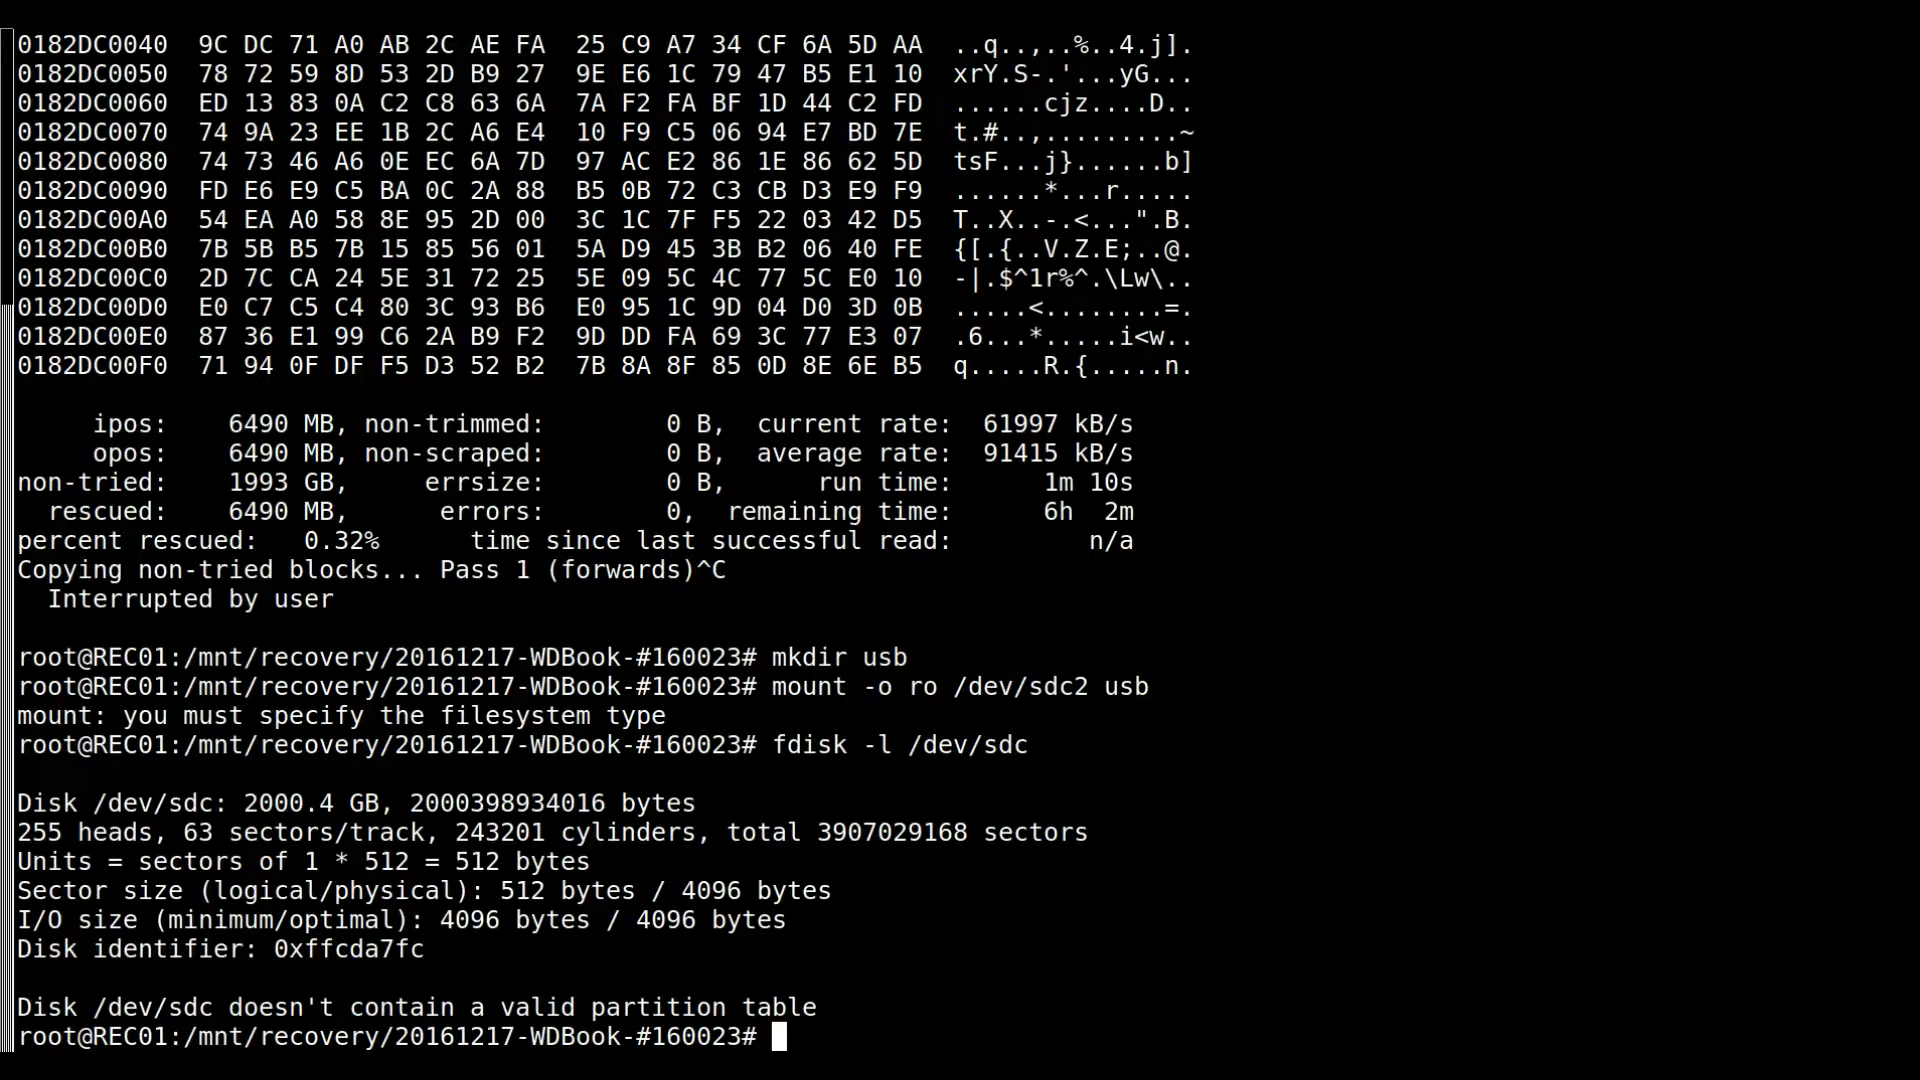 0182DC0040  9C DC 71 A0 AB 2C AE FA  25 C9 A7 34 CF 6A 5D AA  ..q..,..%..4.j].
0182DC0050  78 72 59 8D 53 2D B9 27  9E E6 1C 79 47 B5 E1 10  xrY.S-.'...yG...
0182DC0060  ED 13 83 0A C2 C8 63 6A  7A F2 FA BF 1D 44 C2 FD  ......cjz....D..
0182DC0070  74 9A 23 EE 1B 2C A6 E4  10 F9 C5 06 94 E7 BD 7E  t.#..,.........~
0182DC0080  74 73 46 A6 0E EC 6A 7D  97 AC E2 86 1E 86 62 5D  tsF...j}......b]
0182DC0090  FD E6 E9 C5 BA 0C 2A 88  B5 0B 72 C3 CB D3 E9 F9  ......*...r.....
0182DC00A0  54 EA A0 58 8E 95 2D 00  3C 1C 7F F5 22 03 42 D5  T..X..-.<...".B.
0182DC00B0  7B 5B B5 7B 15 85 56 01  5A D9 45 3B B2 06 40 FE  {[.{..V.Z.E;..@.
0182DC00C0  2D 7C CA 24 5E 31 72 25  5E 09 5C 4C 77 5C E0 10  -|.$^1r%^.\Lw\..
0182DC00D0  E0 C7 C5 C4 80 3C 93 B6  E0 95 1C 9D 04 D0 3D 0B  .....<........=.
0182DC00E0  87 36 E1 99 C6 2A B9 F2  9D DD FA 69 3C 77 E3 07  .6...*.....i<w..
0182DC00F0  71 94 0F DF F5 D3 52 B2  7B 8A 8F 85 0D 8E 6E B5  q.....R.{.....n.
     ipos:    6490 MB, non-trimmed:        0 B,  current rate:  61997 kB/s
     opos:    6490 MB, non-scraped:        0 B,  average rate:  91415 kB/s
non-tried:    1993 GB,     errsize:        0 B,      run time:      1m 10s
  rescued:    6490 MB,      errors:        0,  remaining time:      6h  2m
percent rescued:   0.32%      time since last successful read:         n/a
Copying non-tried blocks... Pass 1 (forwards)^C
  Interrupted by user
root@REC01:/mnt/recovery/20161217-WDBook-#160023# mkdir usb
root@REC01:/mnt/recovery/20161217-WDBook-#160023# mount -o ro /dev/sdc2 usb
mount: you must specify the filesystem type
root@REC01:/mnt/recovery/20161217-WDBook-#160023# fdisk -l /dev/sdc
Disk /dev/sdc: 2000.4 GB, 2000398934016 bytes
255 heads, 63 sectors/track, 243201 cylinders, total 3907029168 sectors
Units = sectors of 1 * 512 = 512 bytes
Sector size (logical/physical): 512 bytes / 4096 bytes
I/O size (minimum/optimal): 4096 bytes / 4096 bytes
Disk identifier: 0xffcda7fc
Disk /dev/sdc doesn't contain a valid partition table
root@REC01:/mnt/recovery/20161217-WDBook-#160023#